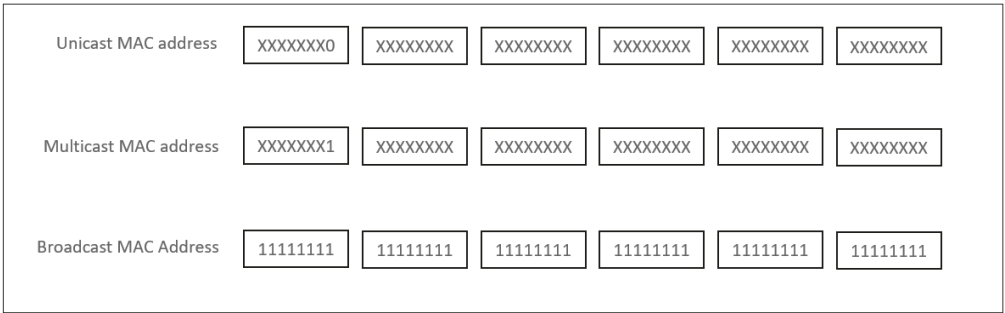 Unicast MAC address XXXXXXX0 XXXXXXXX XXXXXXXX XXXXXXXX XXXXXXXX XXXXXXXX
Multicast MAC address XXXXXXX1 XXXXXXXX XXXXXXXX XXXXXXXX XXXXXXXX XXXXXXXX
Broadcast MAC Address 11111111 11111111 11111111 11111111 11111111 11111111